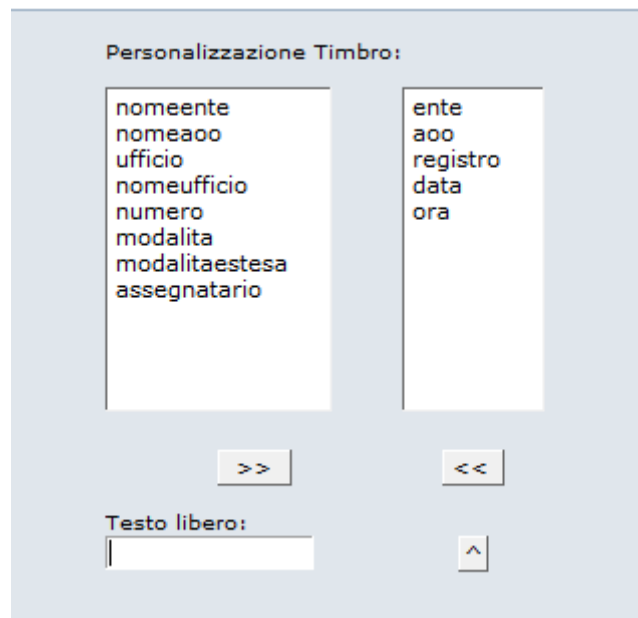 Personalizzazione Timbro:
nomeente
nomeaoo
ufficio
nomeufficio
numero
modalita
modalitaestesa
assegnatario
ente
aoo
registro
data
ora
>>
<<
Testo libero:
^